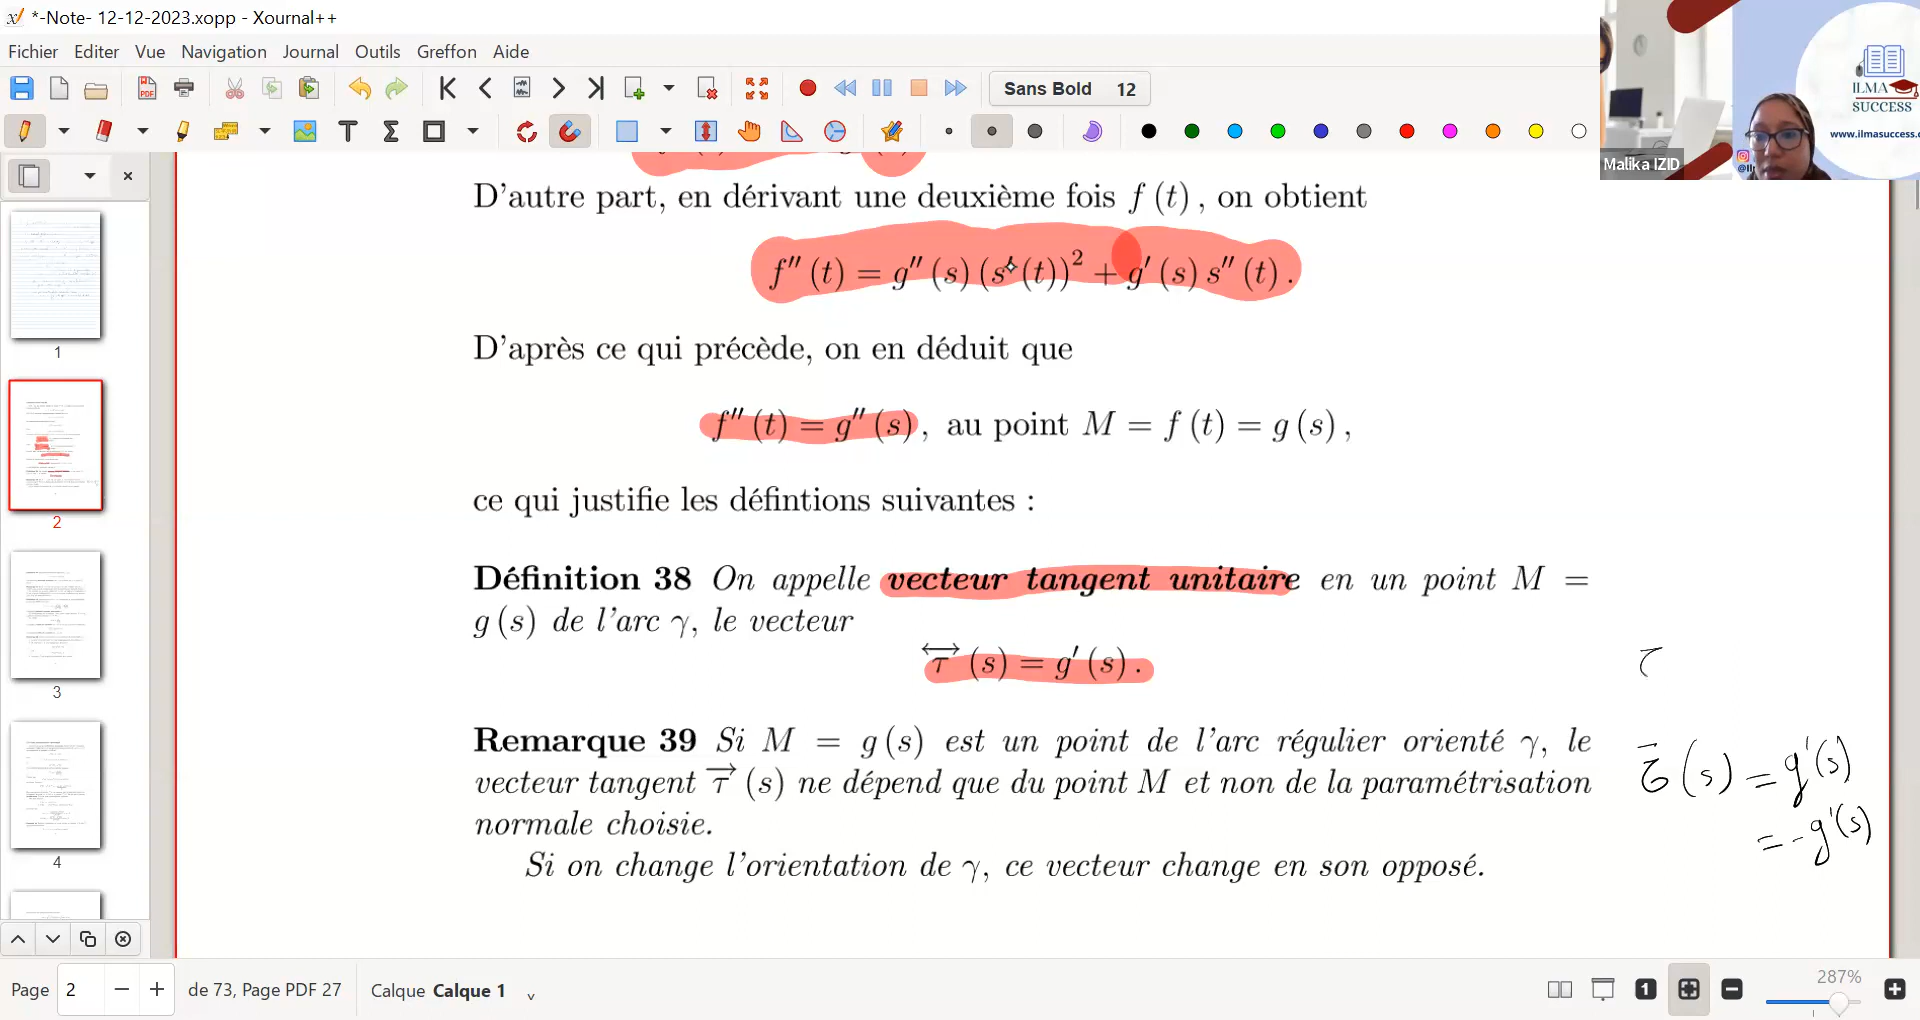 *-Note- 12-12-2023.xopp - Xournal++
Fichier Editer Vue Navigation Journal Outils Greffon Aide
Sans Bold 12
ILMA
SUCCESS
www.ilmasuccess.c
Malika IZID
D'autre part, en dérivant une deuxième fois f (t), on obtient
f″ (t) = g″ (s) (s′ (t))² + g′ (s) s″ (t) .
D'après ce qui précède, on en déduit que
f″ (t) = g″ (s), au point M = f (t) = g (s),
ce qui justifie les défintions suivantes :
Définition 38 On appelle vecteur tangent unitaire en un point M =
g (s) de l'arc γ, le vecteur
τ⃡ (s) = g′ (s) .
τ
Remarque 39 Si M = g (s) est un point de l'arc régulier orienté γ, le
vecteur tangent τ⃗ (s) ne dépend que du point M et non de la paramétrisation
normale choisie.
Si on change l'orientation de γ, ce vecteur change en son opposé.
τ⃗ (s) = g′(s)
= -g′(s)
1
2
3
4
Page 2 de 73, Page PDF 27 Calque Calque 1
287%